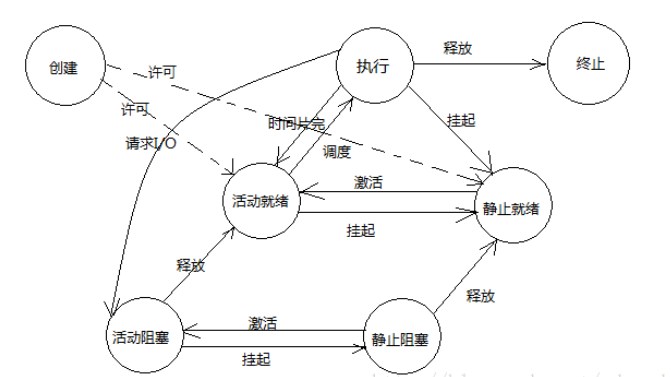 创建
执行
终止
释放
许可
许可
时间片完
挂起
请求I/O
调度
激活
活动就绪
静止就绪
挂起
释放
释放
激活
活动阻塞
静止阻塞
挂起